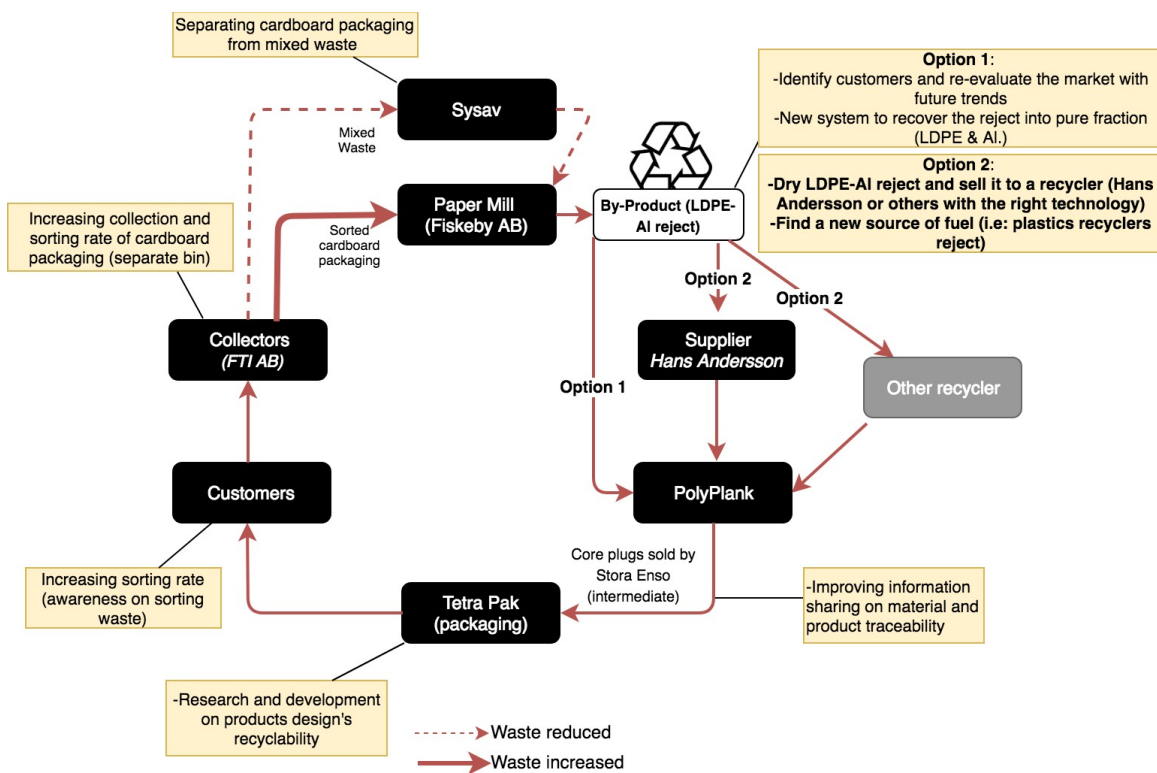 Separating cardboard packaging
from mixed waste
Sysav
Mixed
Waste
Option 1:
-Identify customers and re-evaluate the market with
future trends
-New system to recover the reject into pure fraction
(LDPE & Al.)
Option 2:
-Dry LDPE-Al reject and sell it to a recycler (Hans
Andersson or others with the right technology)
-Find a new source of fuel (i.e: plastics recyclers
reject)
Paper Mill
(Fiskeby AB)
By-Product (LDPE-
Al reject)
Increasing collection and
sorting rate of cardboard
packaging (separate bin)
Sorted
cardboard
packaging
Option 2
Option 2
Collectors
(FTI AB)
Supplier
Hans Andersson
Option 1
Other recycler
Customers
PolyPlank
Core plugs sold by
Stora Enso
(intermediate)
Increasing sorting rate
(awareness on sorting
waste)
Tetra Pak
(packaging)
-Improving information
sharing on material and
product traceability
-Research and development
on products design's
recyclability
Waste reduced
Waste increased